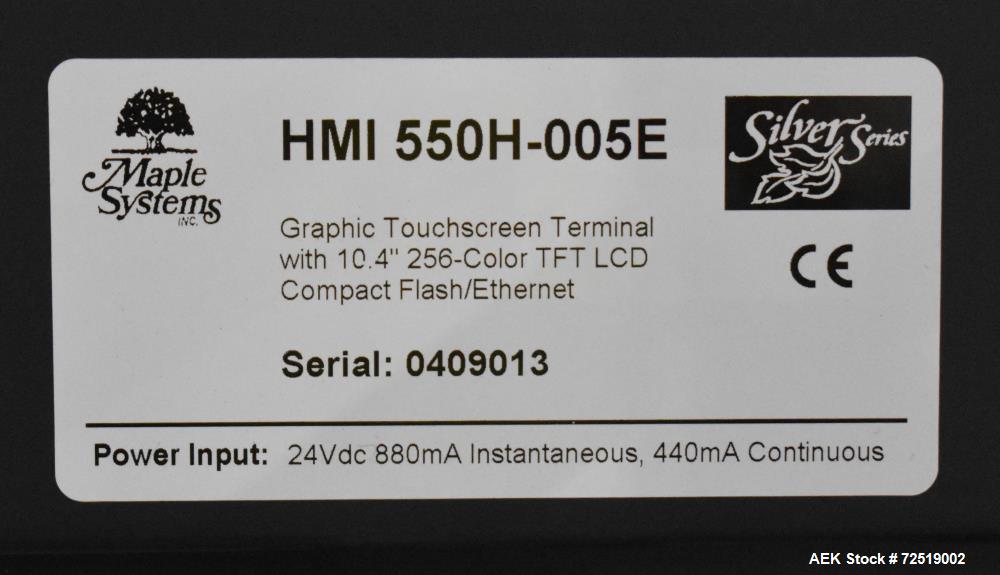 Maple
Systems
INC.
HMI 550H-005E
Silver Series
Graphic Touchscreen Terminal
with 10.4" 256-Color TFT LCD
Compact Flash/Ethernet
CE
Serial: 0409013
Power Input: 24Vdc 880mA Instantaneous, 440mA Continuous
AEK Stock # 72519002